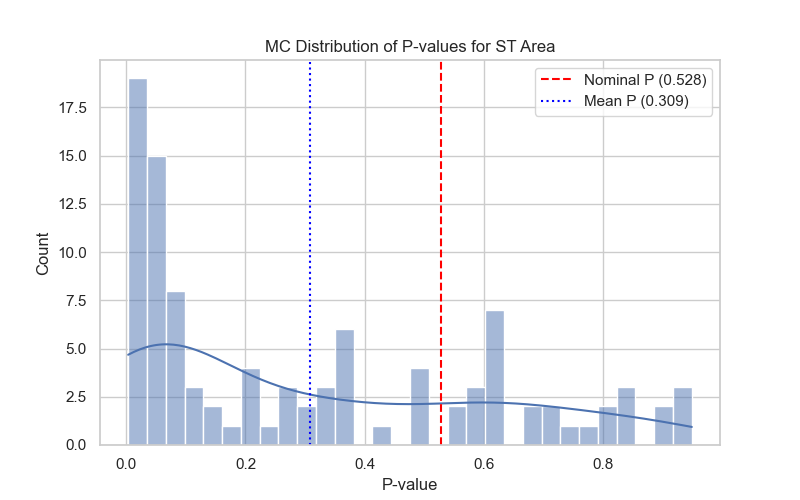 MC Distribution of P-values for ST Area
Nominal P (0.528)
Mean P (0.309)
17.5
15.0
12.5
10.0
7.5
5.0
2.5
0.0
Count
0.0 0.2 0.4 0.6 0.8
P-value